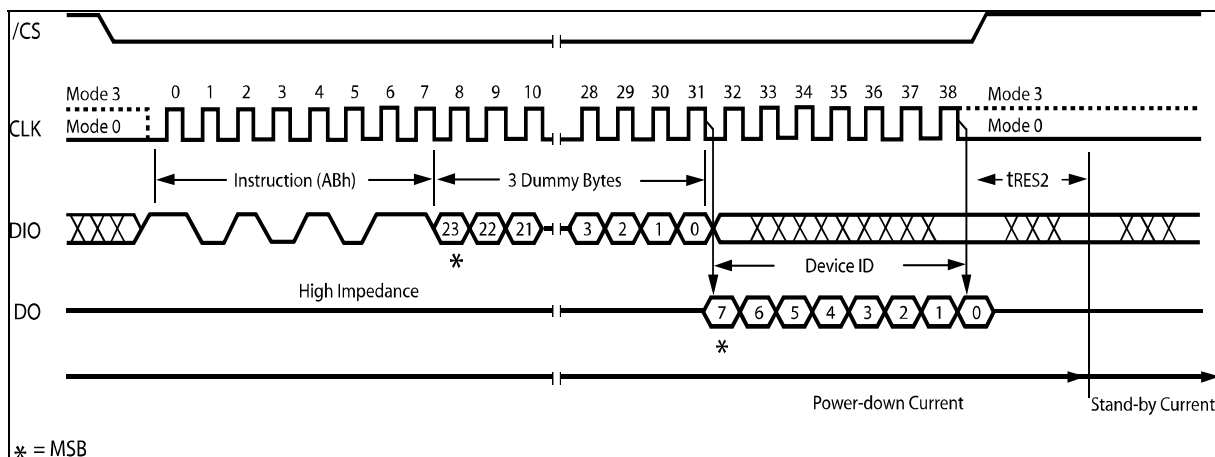 /CS
Mode 3
0 1 2 3 4 5 6 7 8 9 10 28 29 30 31 32 33 34 35 36 37 38
Mode 3
CLK
Mode 0
Mode 0
Instruction (ABh)
3 Dummy Bytes
tRES2
DIO
23 22 21 3 2 1 0
*
Device ID
High Impedance
DO
7 6 5 4 3 2 1 0
*
Power-down Current
Stand-by Current
* = MSB